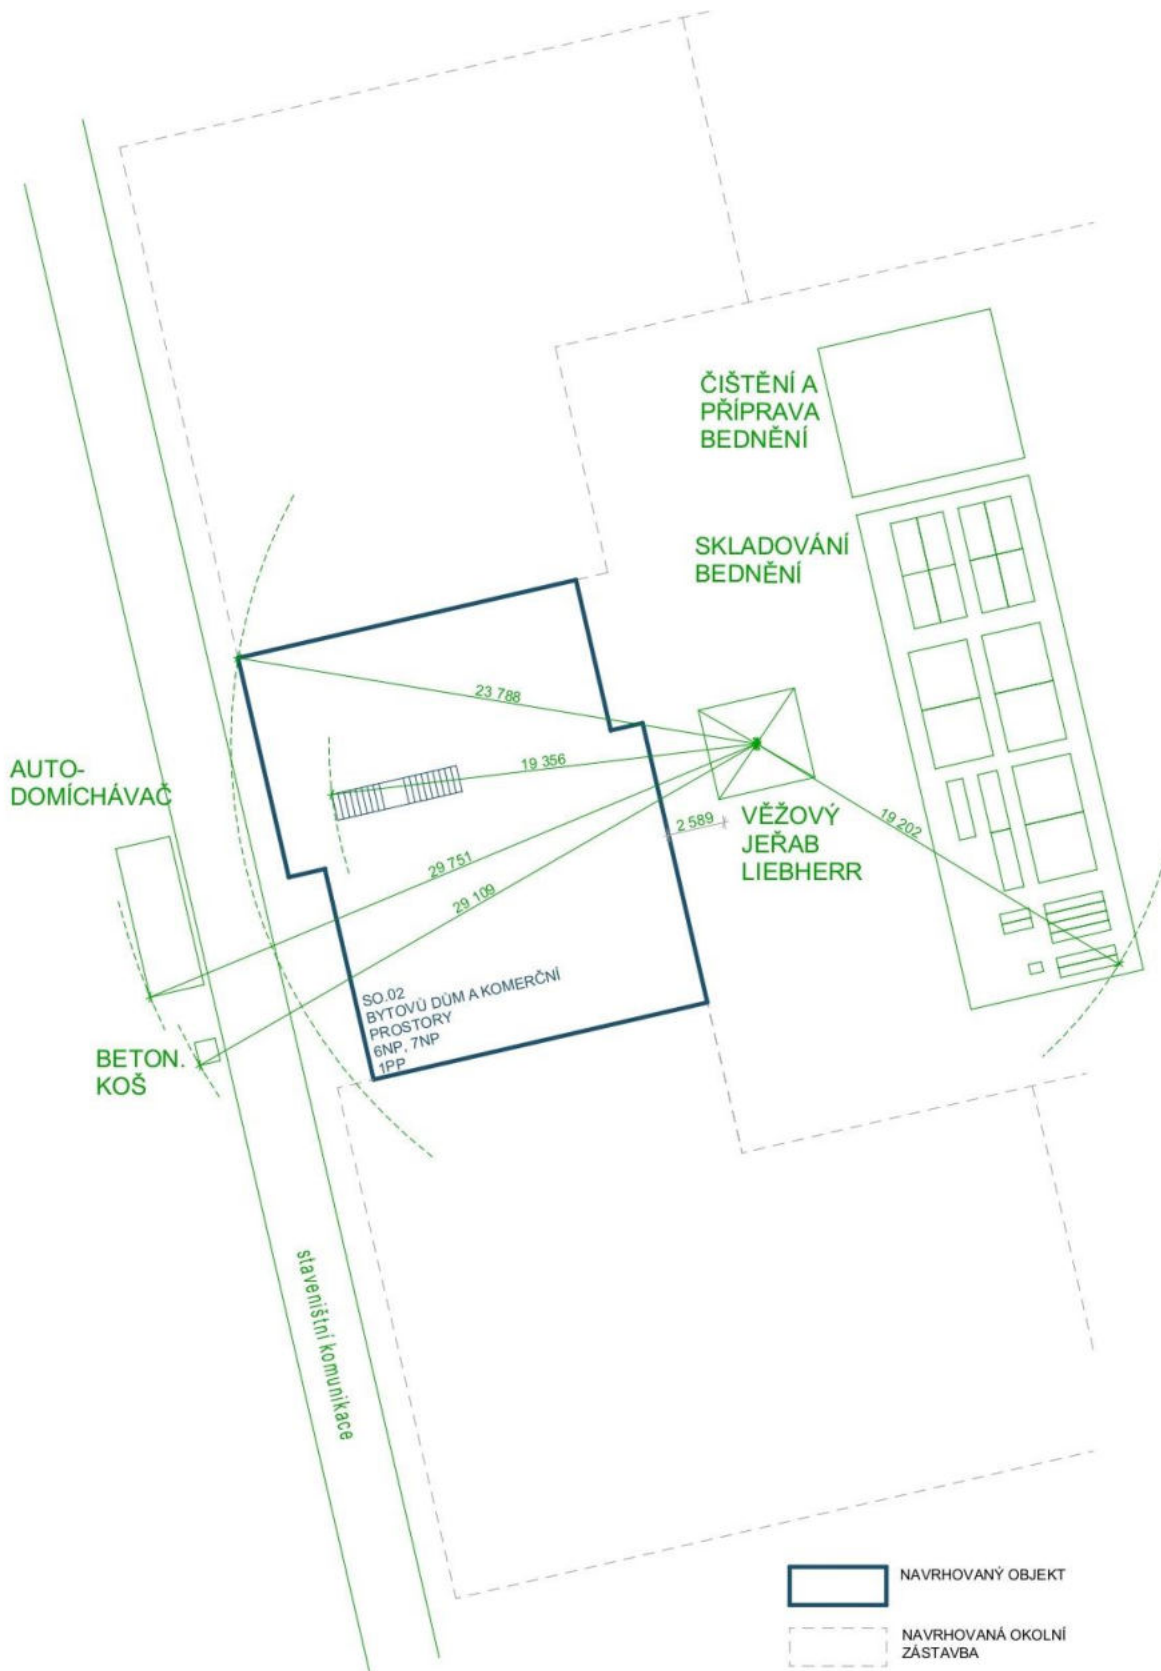 ČIŠTĚNÍ A
PŘÍPRAVA
BEDNĚNÍ
SKLADOVÁNÍ
BEDNĚNÍ
23 788
19 356
AUTO-
DOMÍCHÁVAČ
2 589
VĚŽOVÝ
JEŘAB
LIEBHERR
19 202
29 751
29 109
SO.02
BYTOVŮ DŮM A KOMERČNÍ
PROSTORY
6NP, 7NP
1PP
BETON.
KOŠ
staveništní komunikace
NAVRHOVANÝ OBJEKT
NAVRHOVANÁ OKOLNÍ
ZÁSTAVBA